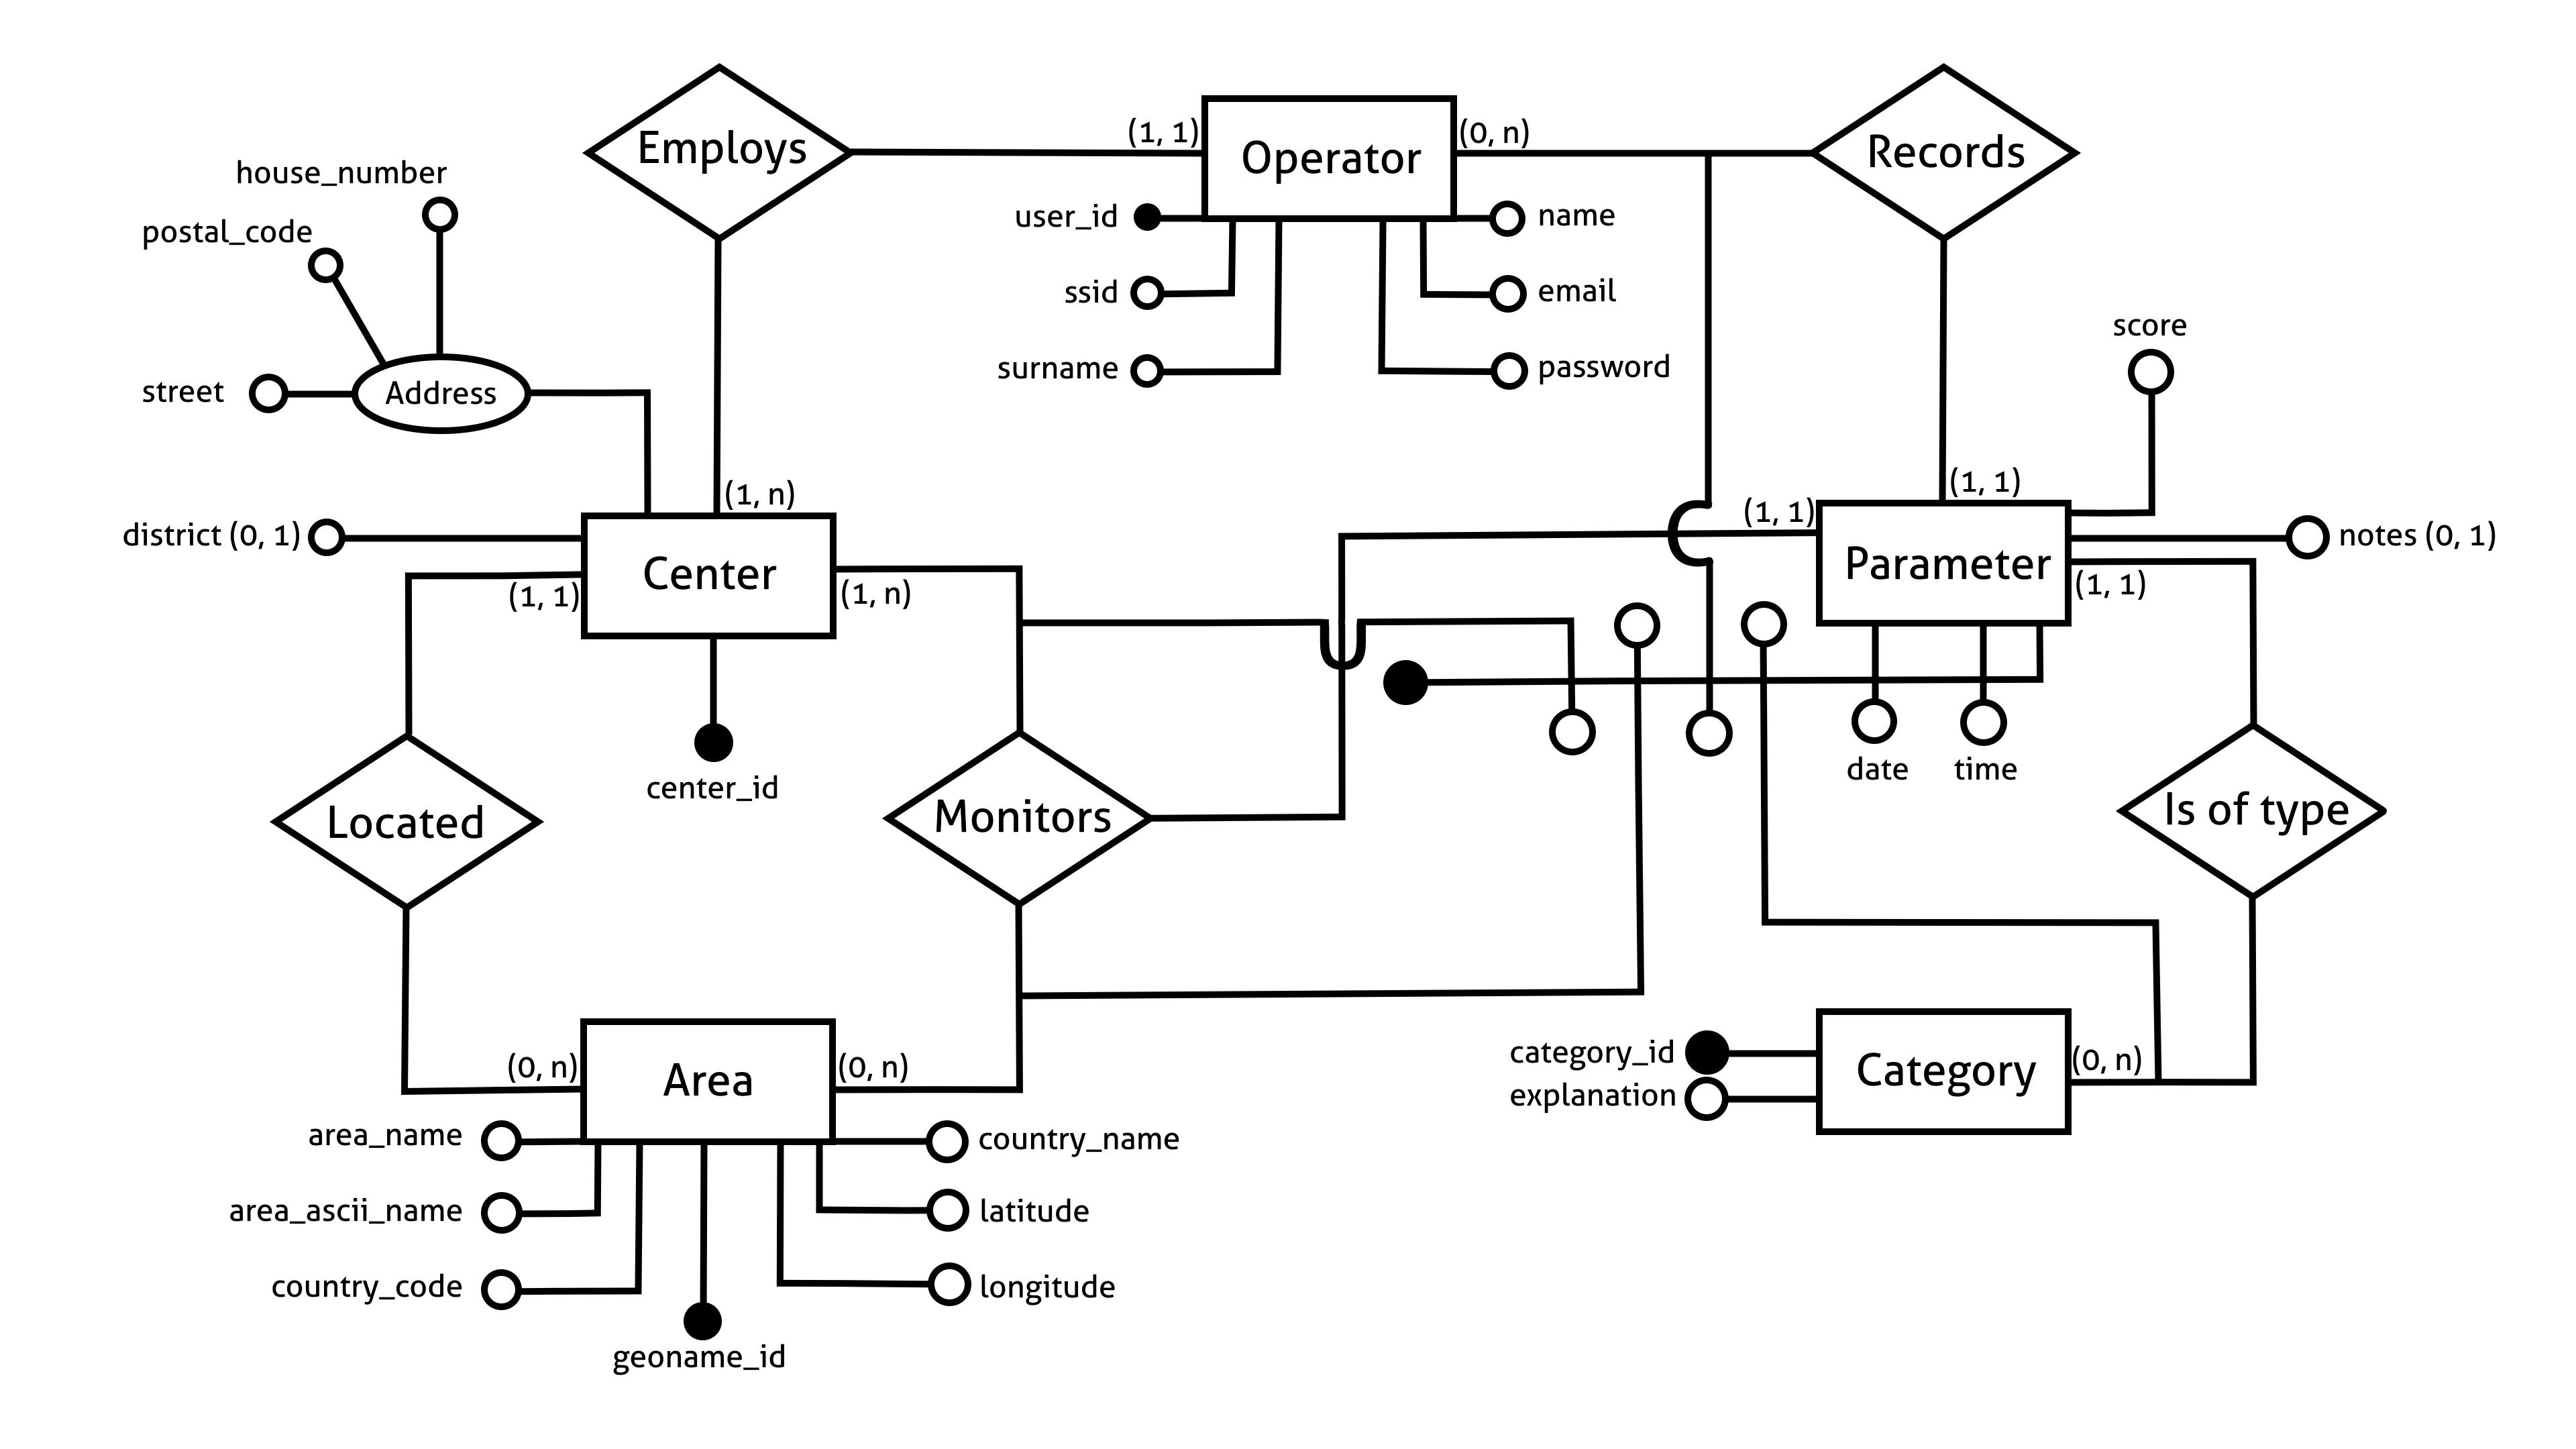 Employs
(1, 1)
Operator
(0, n)
Records
house_number
postal_code
user_id
name
ssid
email
surname
password
score
street
Address
(1, n)
(1, 1)
district (0, 1)
Center
(1, 1)
(1, n)
(1, 1)
Parameter
notes (0, 1)
(1, 1)
center_id
date
time
Located
Monitors
Is of type
(0, n)
Area
(0, n)
category_id
explanation
Category
(0, n)
area_name
country_name
area_ascii_name
latitude
country_code
longitude
geoname_id